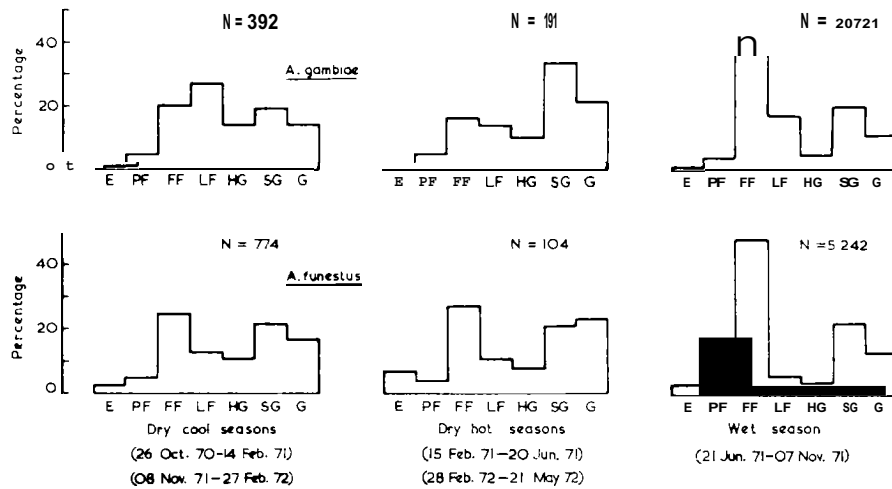 N = 392 N = 191 N = 20721
Percentage
40
20
0
A. gambiae
E PF FF LF HG SG G E PF FF LF HG SG G E PF FF LF HG SG G
N = 774 N = 104 N = 5 242
Percentage
40
20
0
A. funestus
E PF FF LF HG SG G E PF FF LF HG SG G E PF FF LF HG SG G
Dry cool seasons Dry hot seasons Wet season
(26 Oct. 70-14 Feb. 71) (15 Feb. 71-20 Jun. 71) (21 Jun. 71-07 Nov. 71)
(08 Nov. 71-27 Feb. 72) (28 Feb. 72-21 May 72)